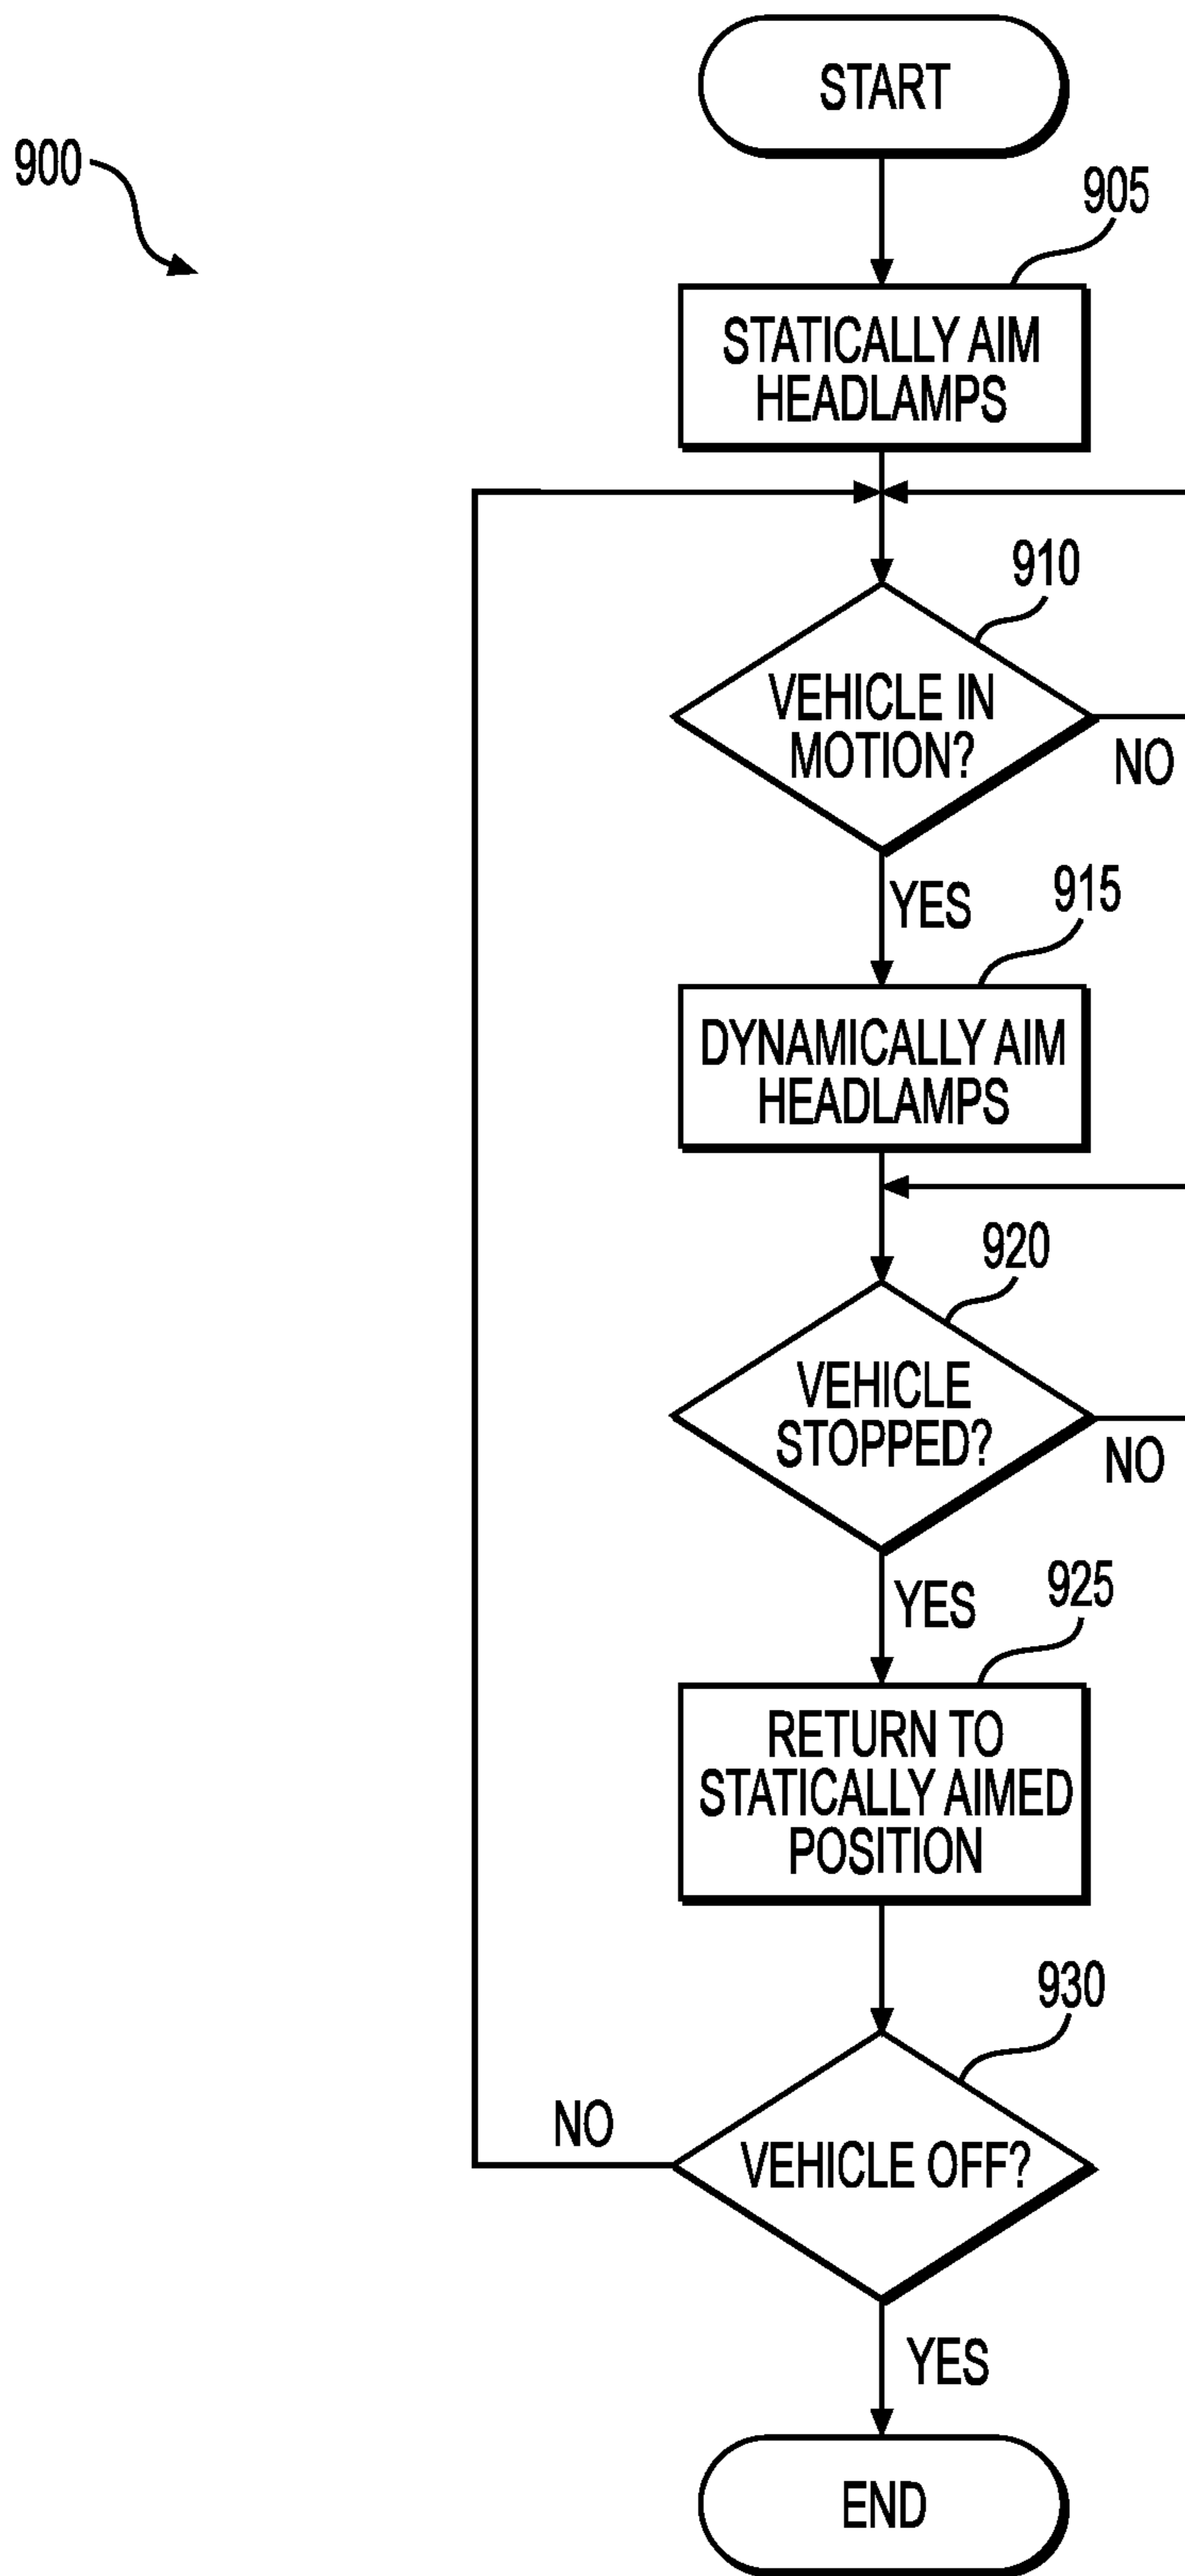 START
900
905
STATICALLY AIM
HEADLAMPS
910
VEHICLE IN
MOTION?
NO
YES
915
DYNAMICALLY AIM
HEADLAMPS
920
VEHICLE
STOPPED?
NO
YES
925
RETURN TO
STATICALLY AIMED
POSITION
930
NO
VEHICLE OFF?
YES
END